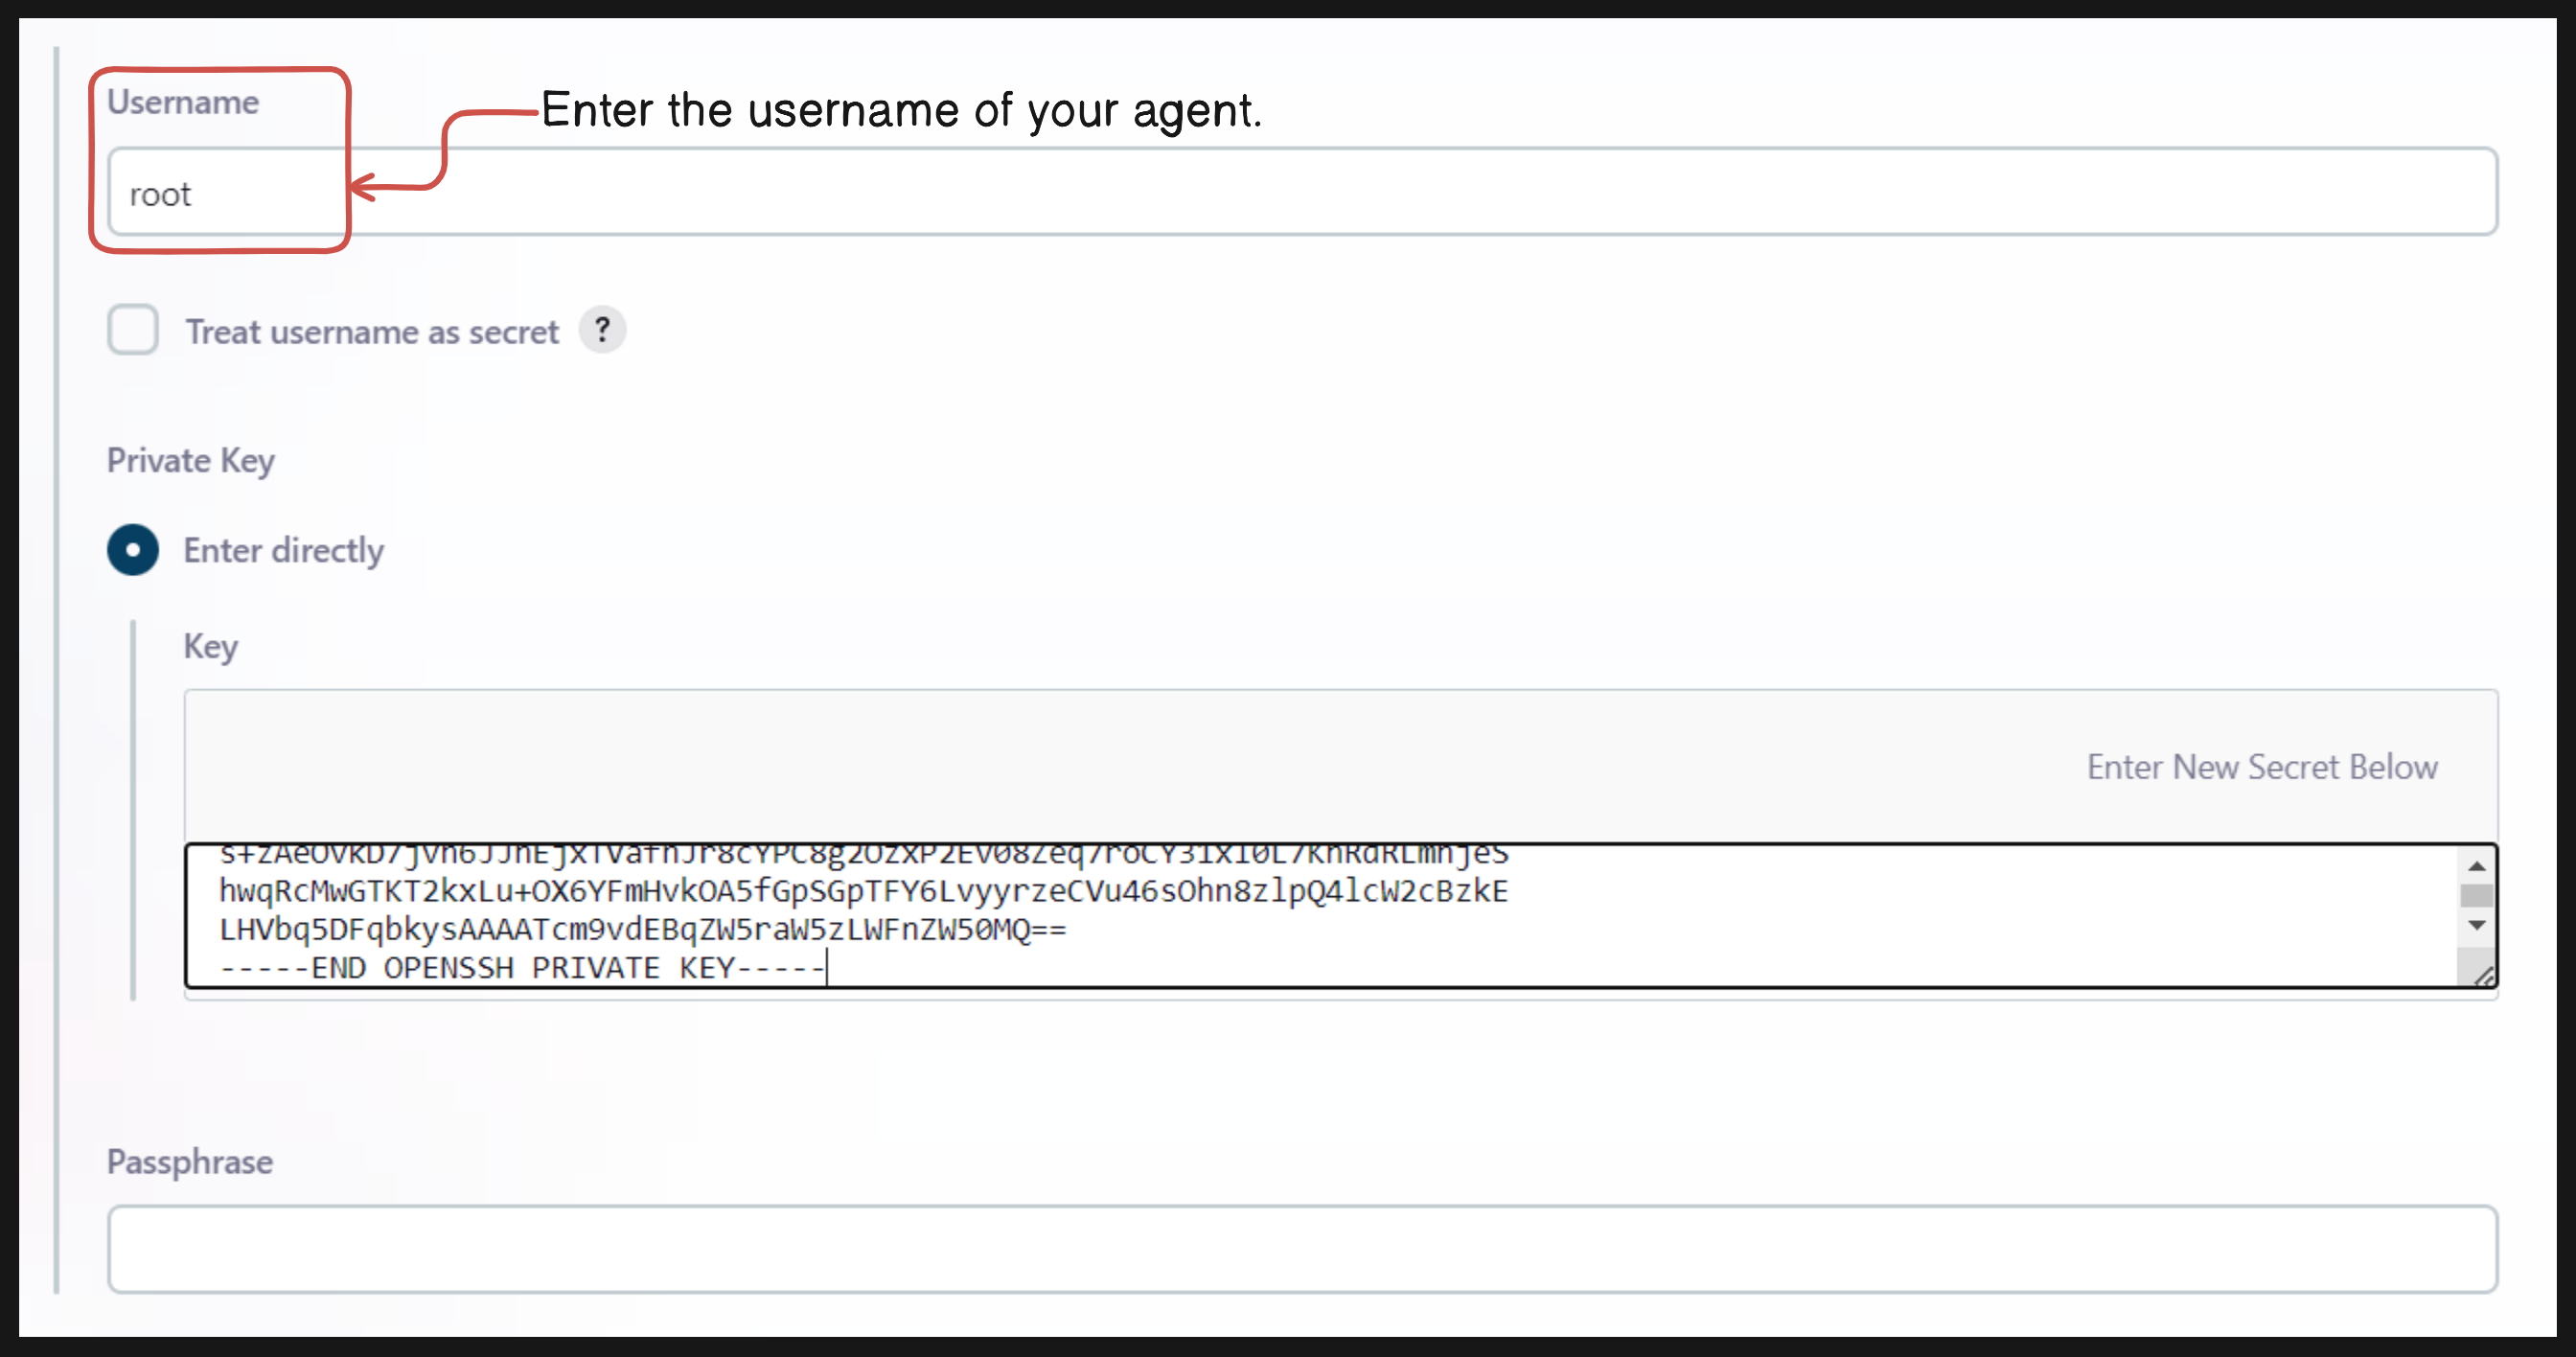 Username
Enter the username of your agent.
root
Treat username as secret ?
Private Key
Enter directly
Key
Enter New Secret Below
hwqRcMwGTKT2kxLu+OX6YFmHvkOA5fGpSGpTFY6LvyyrzeCVu46sOhn8zlpQ4lcW2cBzkE
LHVbq5DFqbkysAAAATcm9vdEBqZW5raW5zLWFnZW50MQ==
-----END OPENSSH PRIVATE KEY-----
Passphrase